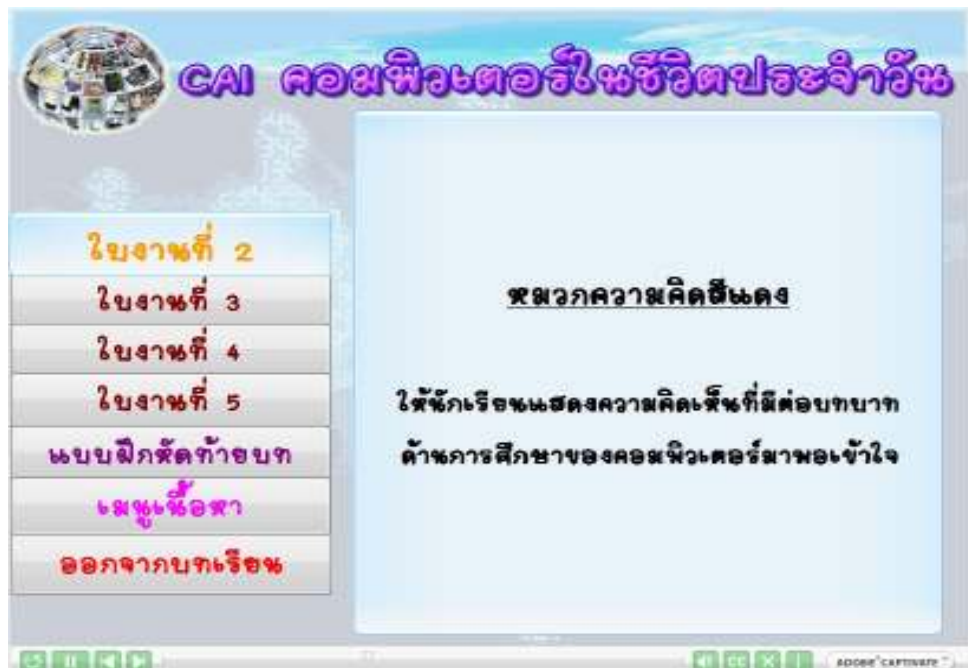 CAI คอมพิวเตอร์ในชีวิตประจำวัน
ใบงานที่ 2
ใบงานที่ 3
ใบงานที่ 4
ใบงานที่ 5
แบบฝึกหัดท้ายบท
เมนูเนื้อหา
ออกจากบทเรียน
หมวกความคิดสีแดง
ให้นักเรียนแสดงความคิดเห็นที่มีต่อบทบาท
ด้านการศึกษาของคอมพิวเตอร์มาพอเข้าใจ
CC
ADOBE CAPTIVATE™